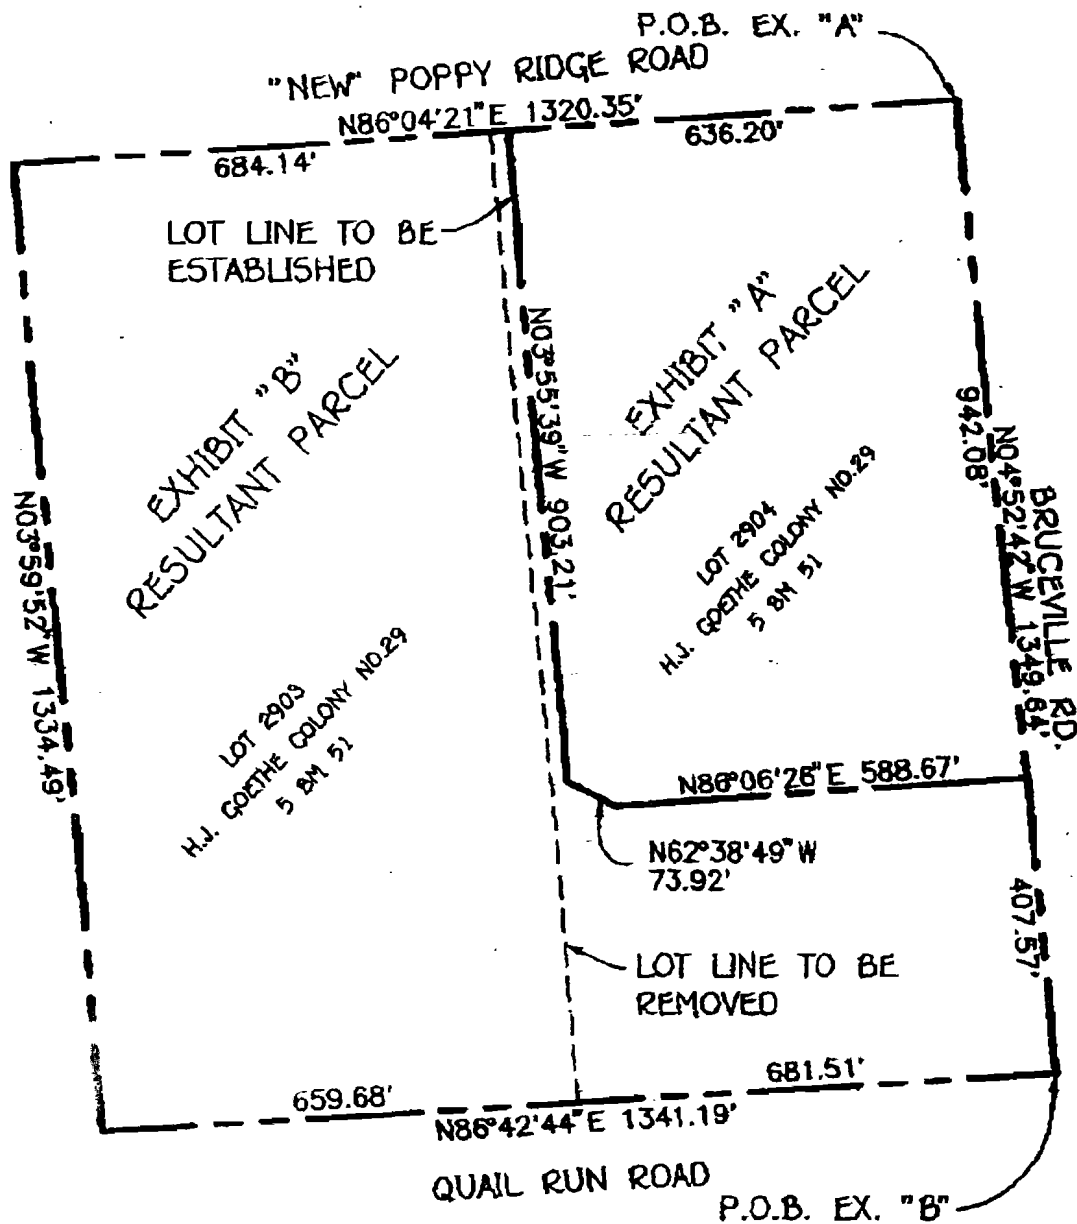 P.O.B. EX. "A"
"NEW" POPPY RIDGE ROAD
N86°04'21"E 1320.35'
684.14'
636.20'
LOT LINE TO BE
ESTABLISHED
N03°55'39"W 903.21'
EXHIBIT "A"
RESULTANT PARCEL
LOT 2904
H.J. GOETHE COLONY NO.29
5 BM 51
EXHIBIT "B"
RESULTANT PARCEL
LOT 2903
H.J. GOETHE COLONY NO.29
5 BM 51
N03°59'52"W 1334.49'
942.08'
N04°52'42"W 1349.64'
BRUCEVILLE RD.
N86°06'26"E 588.67'
N62°38'49"W
73.92'
407.57'
LOT LINE TO BE
REMOVED
659.68'
681.51'
N86°42'44"E 1341.19'
QUAIL RUN ROAD
P.O.B. EX. "B"